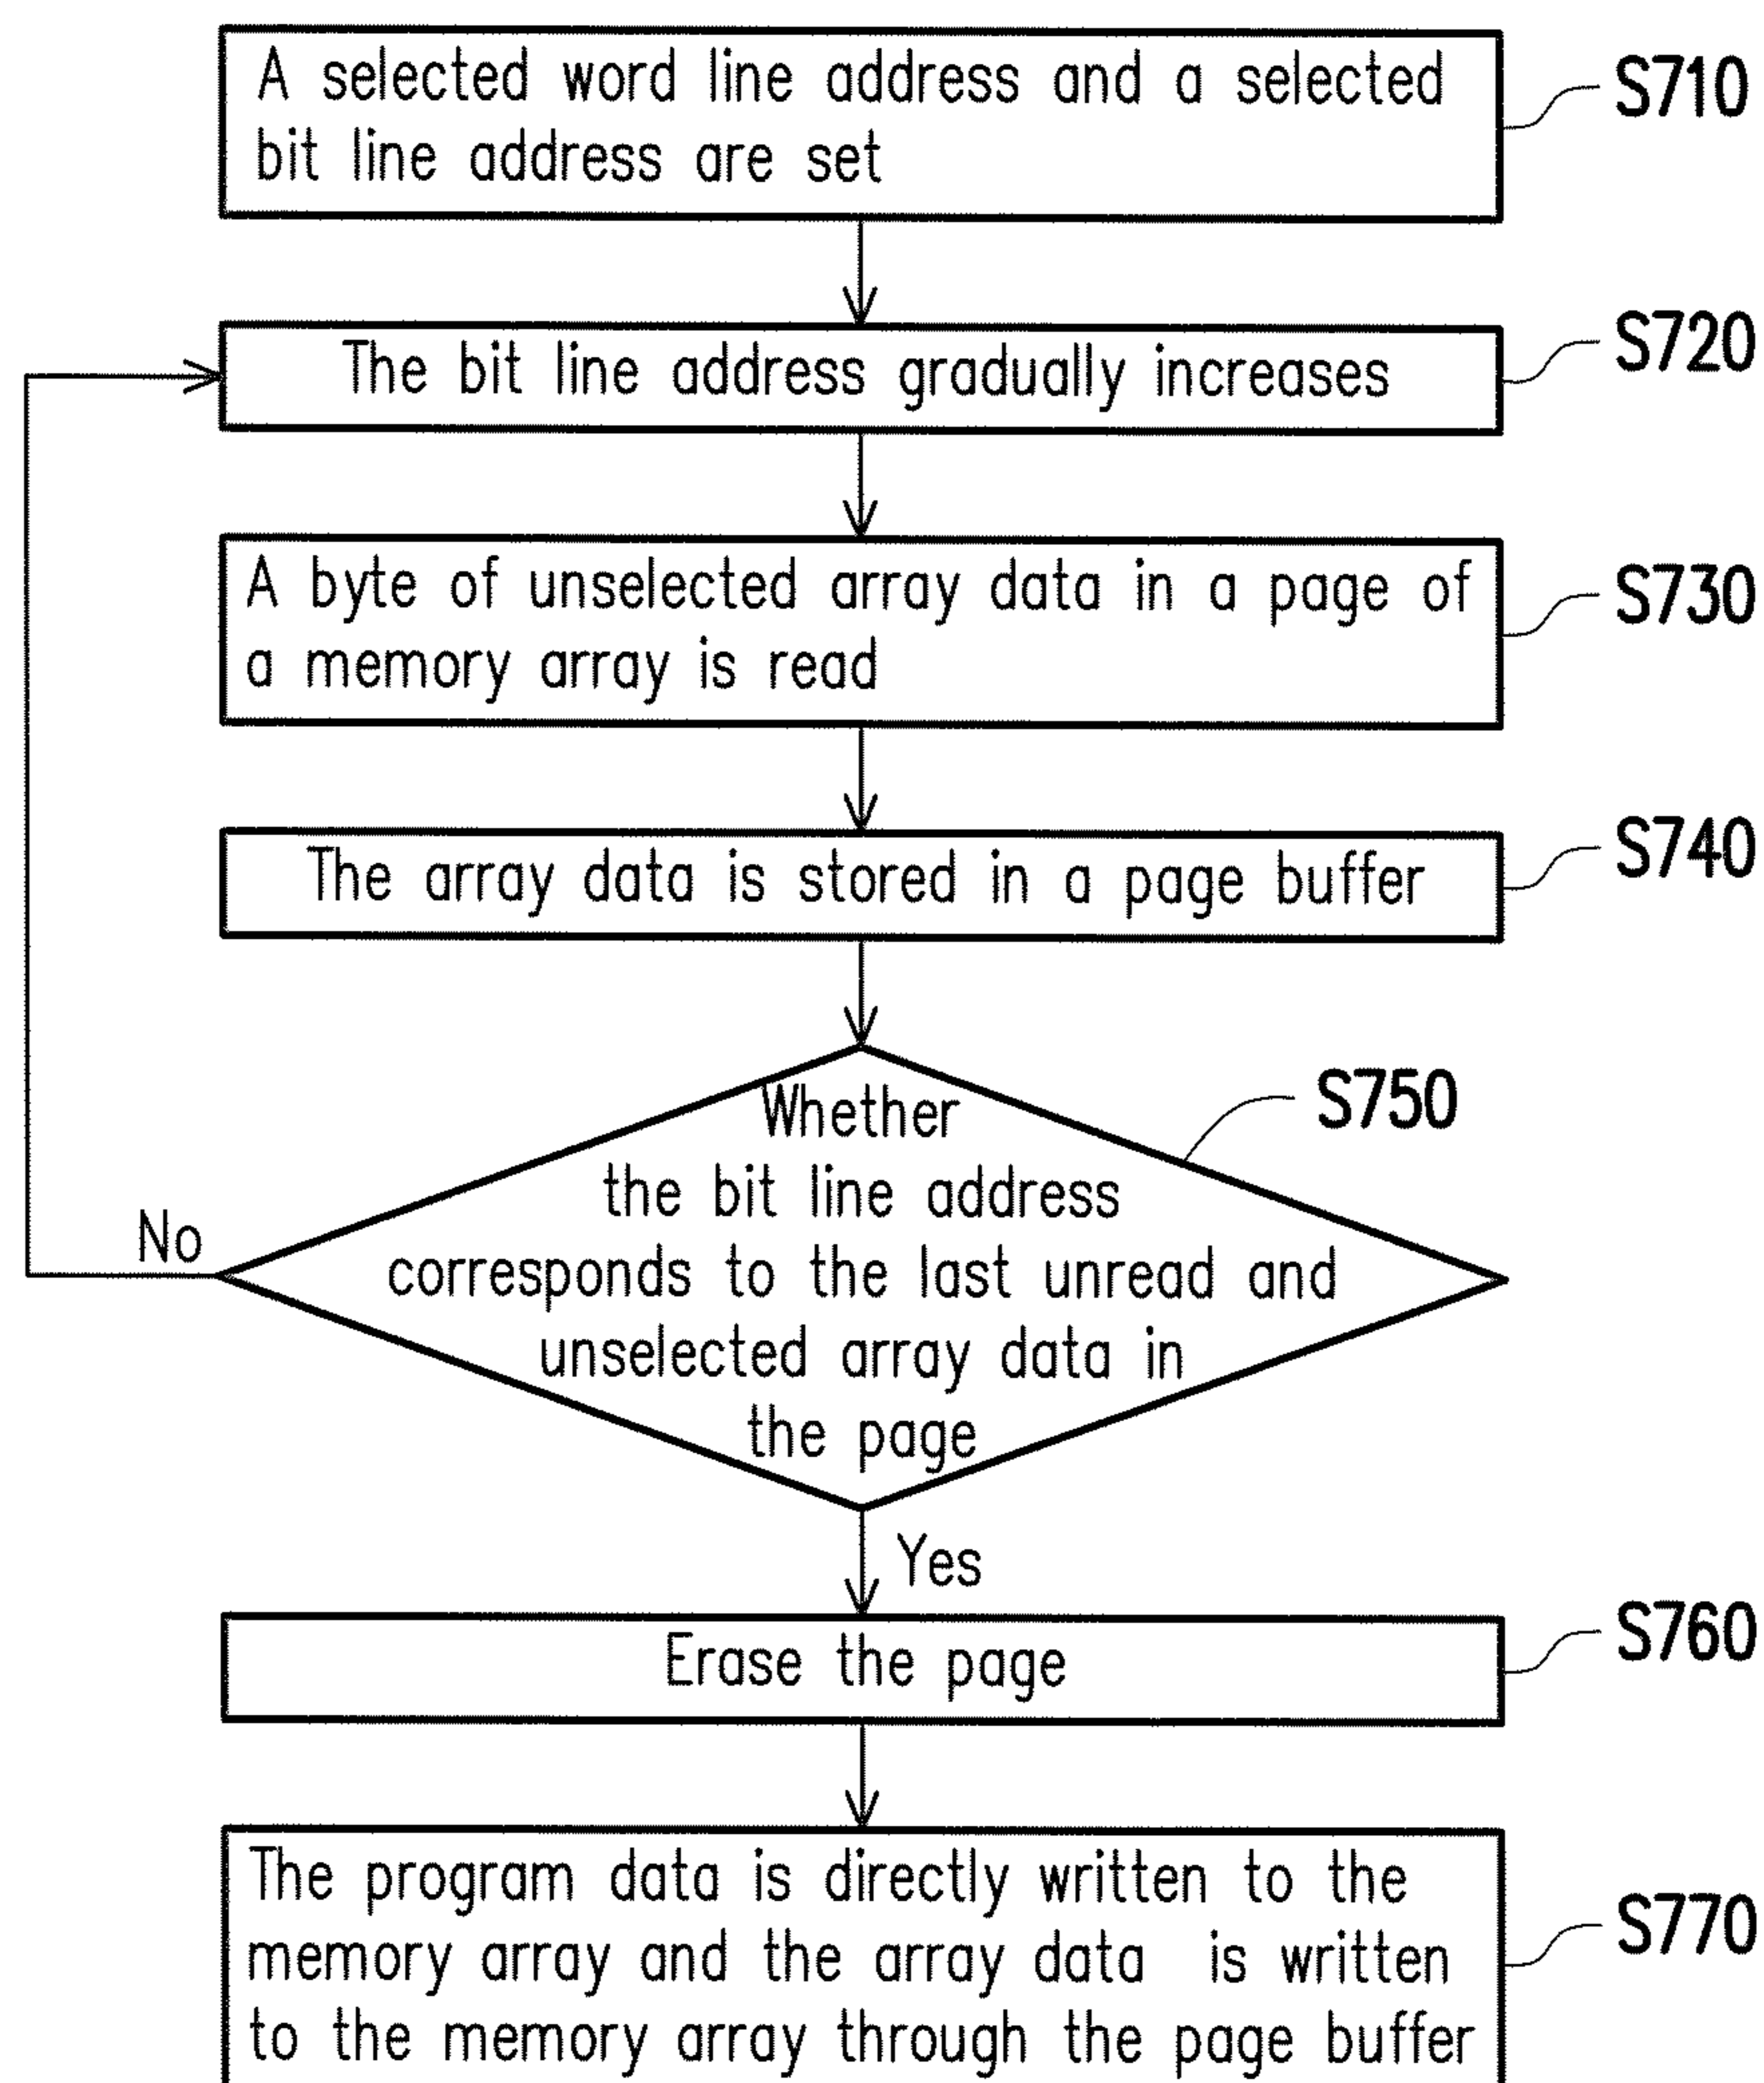 A selected word line address and a selected
bit line address are set
S710
The bit line address gradually increases
S720
A byte of unselected array data in a page of
a memory array is read
S730
The array data is stored in a page buffer
S740
Whether
the bit line address
corresponds to the last unread and
unselected array data in
the page
S750
No
Yes
Erase the page
S760
The program data is directly written to the
memory array and the array data is written
to the memory array through the page buffer
S770